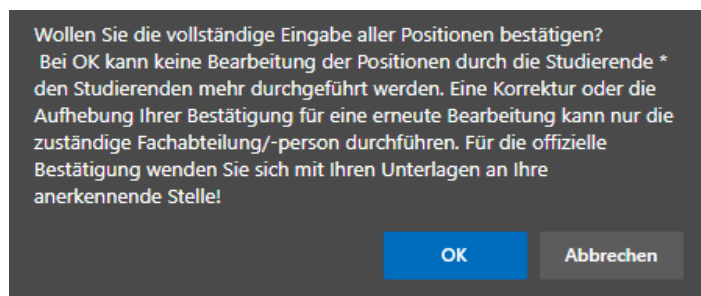 Wollen Sie die vollständige Eingabe aller Positionen bestätigen?
Bei OK kann keine Bearbeitung der Positionen durch die Studierende *
den Studierenden mehr durchgeführt werden. Eine Korrektur oder die
Aufhebung Ihrer Bestätigung für eine erneute Bearbeitung kann nur die
zuständige Fachabteilung/-person durchführen. Für die offizielle
Bestätigung wenden Sie sich mit Ihren Unterlagen an Ihre
anerkennende Stelle!
OK Abbrechen